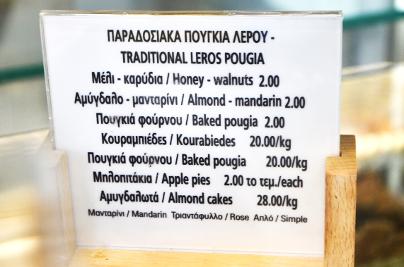 ΠΑΡΑΔΟΣΙΑΚΑ ΠΟΥΓΚΙΑ ΛΕΡΟΥ -
TRADITIONAL LEROS POUGIA
Μέλι - καρύδια / Honey - walnuts 2.00
Αμύγδαλο - μανταρίνι / Almond - mandarin 2.00
Πουγκιά φούρνου / Baked pougia 2.00
Κουραμπιέδες / Kourabiedes 20.00/kg
Πουγκιά φούρνου / Baked pougia 20.00/kg
Μηλοπιτάκια / Apple pies 2.00 το τεμ./each
Αμυγδαλωτά / Almond cakes 28.00/kg
Μανταρίνι / Mandarin Τριαντάφυλλο / Rose Απλό / Simple